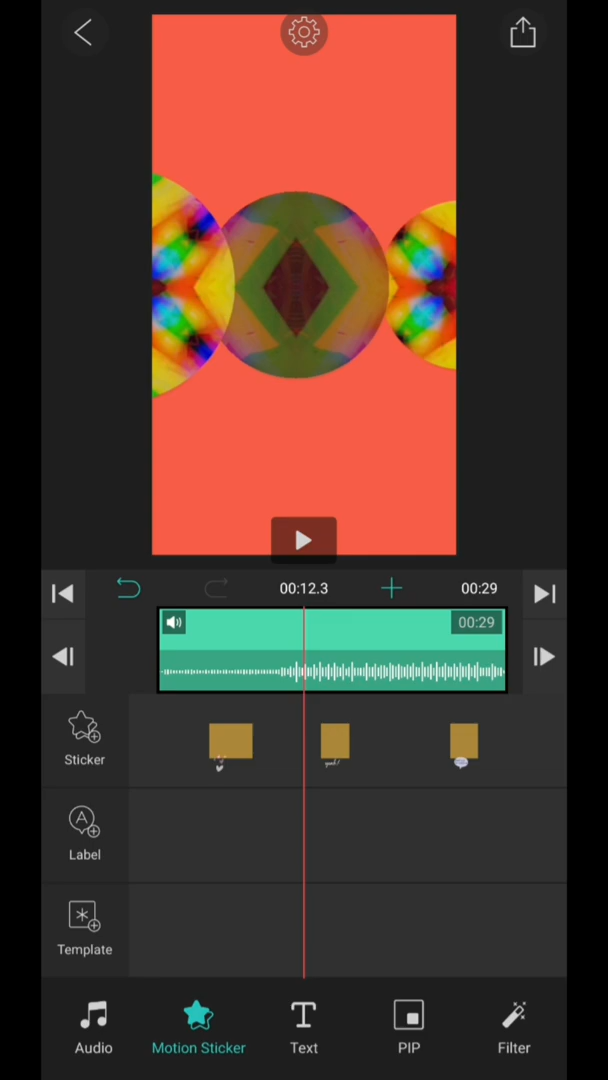 00:12.3
00:29
00:29
Sticker
Label
Template
Audio
Motion Sticker
Text
PIP
Filter